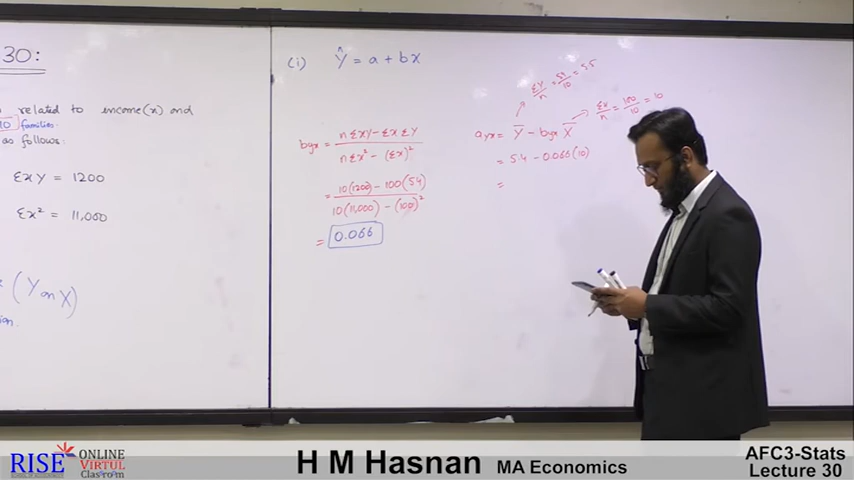 30:
related to income(x) and
10 families.
as follows:
ΣxY = 1200
Σx² = 11,000
(Y on X)
(i) Ŷ = a + bx
byx = nΣXY - ΣX ΣY / nΣx² - (Σx)²
= 10(1200) - 100(54) / 10(11,000) - (100)²
= 0.066
ΣY/n = 54/10 = 5.5
Σx/n = 100/10 = 10
ayx = Y̅ - byx X̅
= 5.4 - 0.066(10)
=
RISE ONLINE
VIRTUL
Classroom
H M Hasnan MA Economics
AFC3-Stats
Lecture 30